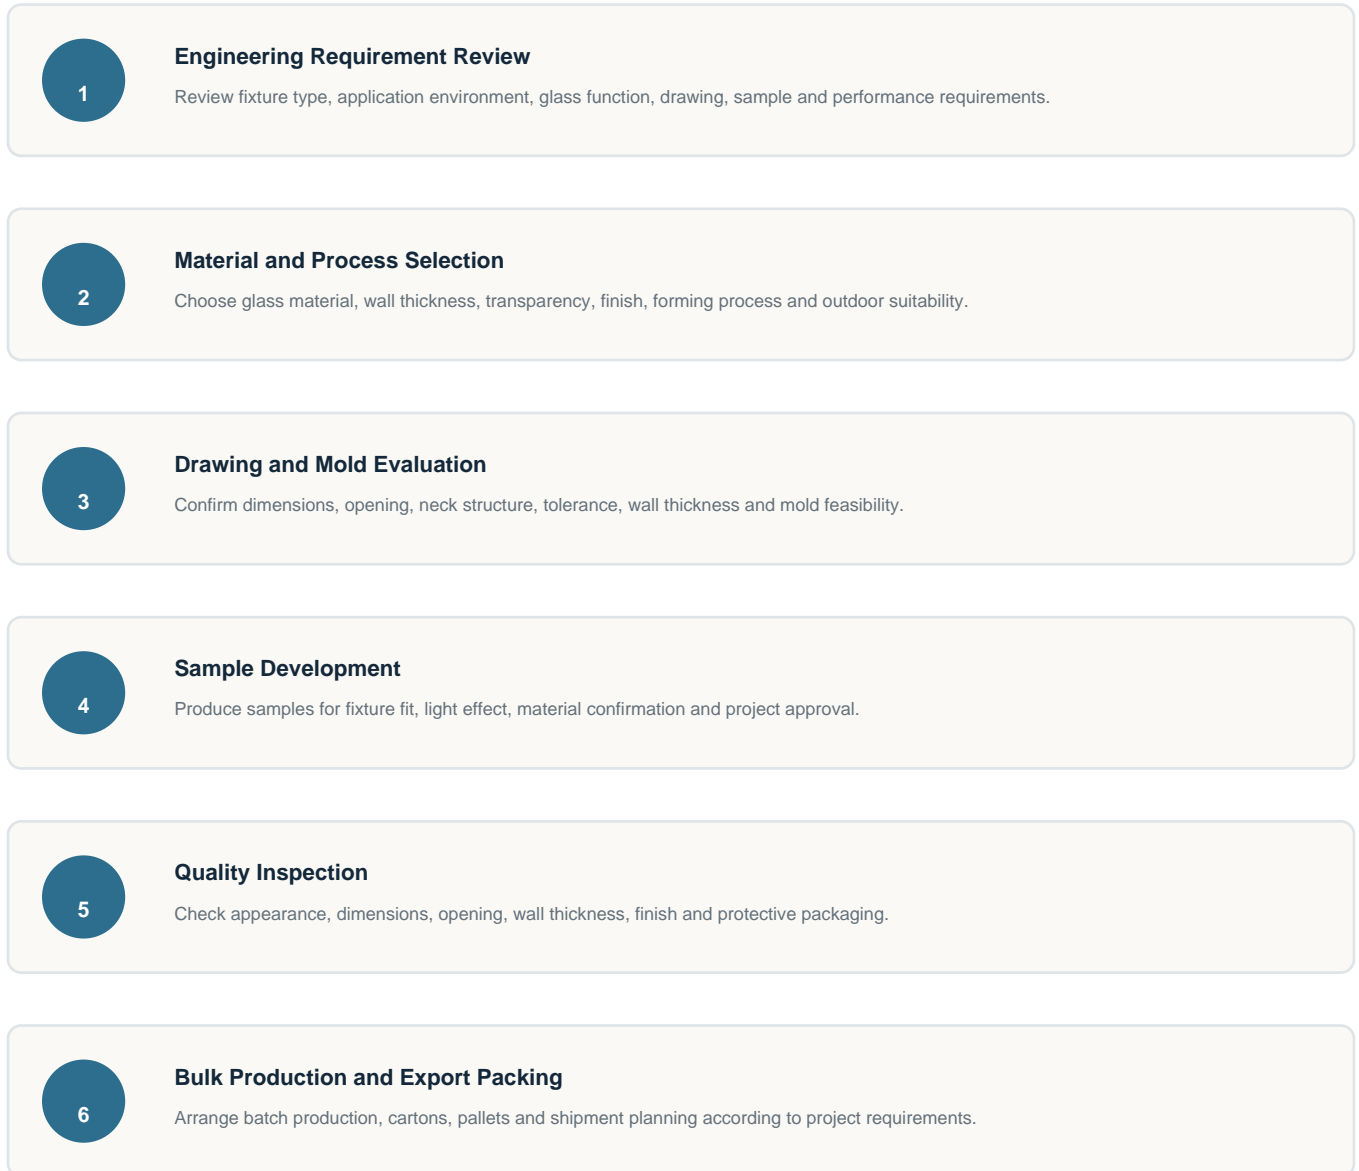 Engineering Requirement Review
1
Review fixture type, application environment, glass function, drawing, sample and performance requirements.
Material and Process Selection
2
Choose glass material, wall thickness, transparency, finish, forming process and outdoor suitability.
Drawing and Mold Evaluation
3
Confirm dimensions, opening, neck structure, tolerance, wall thickness and mold feasibility.
Sample Development
4
Produce samples for fixture fit, light effect, material confirmation and project approval.
Quality Inspection
5
Check appearance, dimensions, opening, wall thickness, finish and protective packaging.
Bulk Production and Export Packing
6
Arrange batch production, cartons, pallets and shipment planning according to project requirements.